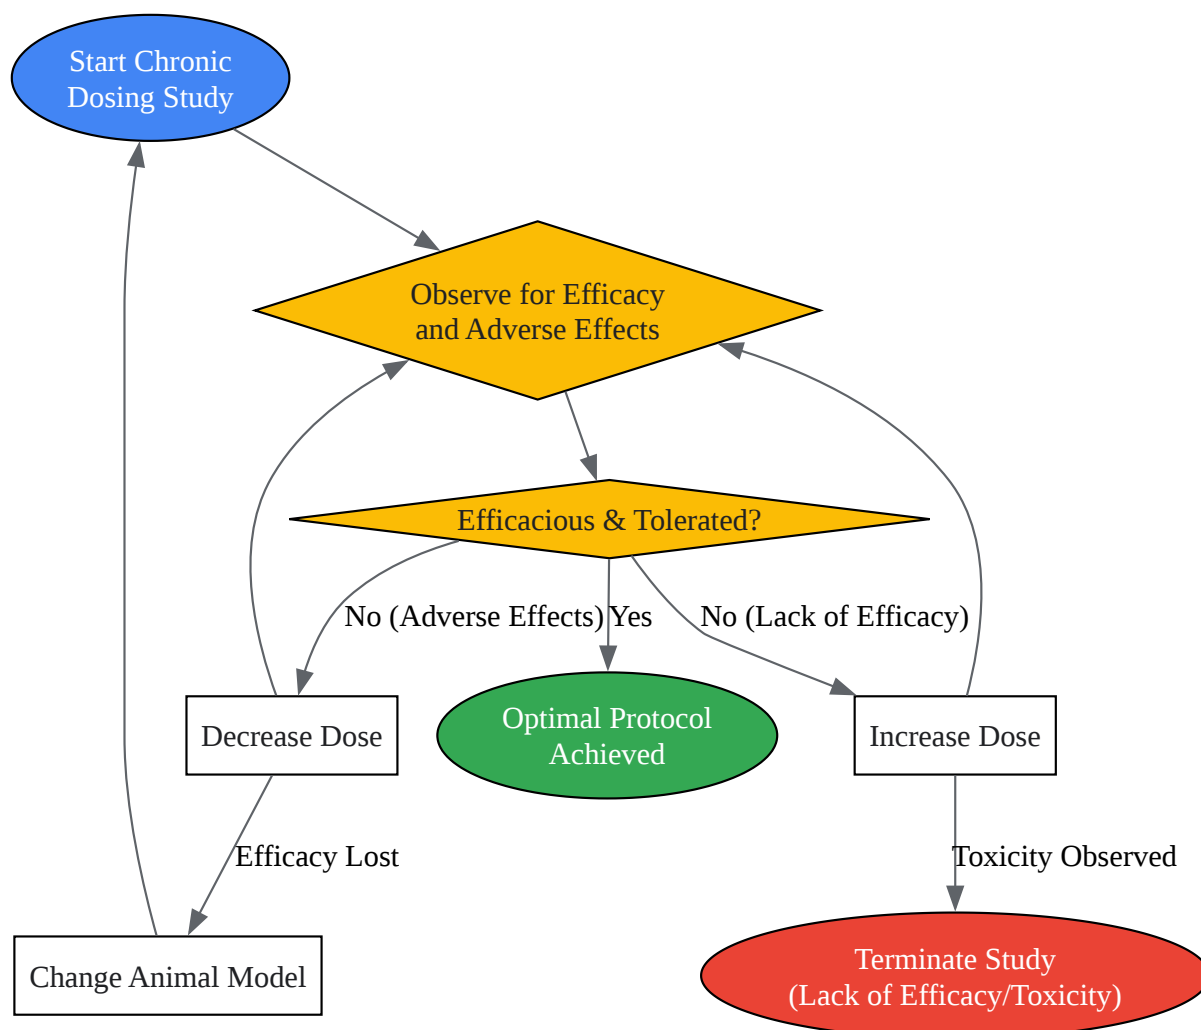 Start Chronic
Dosing Study
Observe for Efficacy
and Adverse Effects
Efficacious & Tolerated?
No (Adverse Effects)
Yes
No (Lack of Efficacy)
Decrease Dose
Optimal Protocol
Achieved
Increase Dose
Efficacy Lost
Toxicity Observed
Change Animal Model
Terminate Study
(Lack of Efficacy/Toxicity)